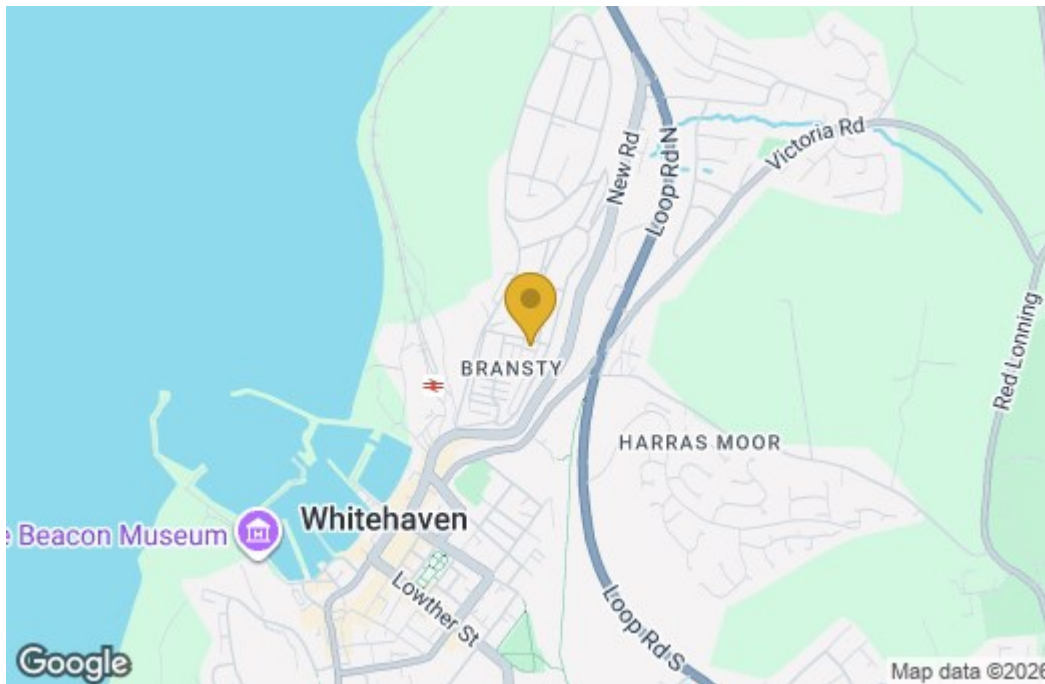 New Rd
Loop Rd N
Victoria Rd
BRANSTY
Red Lonning
HARRAS MOOR
Whitehaven
e Beacon Museum
Lowther St
Loop Rd S
Google
Map data ©2026